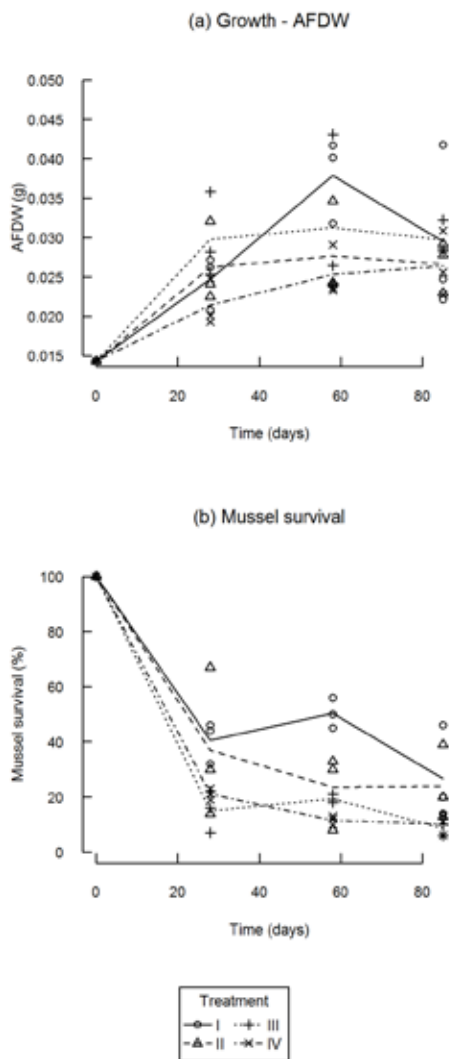 (a) Growth - AFDW
0.050
0.045
0.040
0.035
0.030
0.025
0.020
0.015
AFDW (g)
0 20 40 60 80
Time (days)
(b) Mussel survival
100
80
60
40
20
0
Mussel survival (%)
0 20 40 60 80
Time (days)
Treatment
I III
II IV